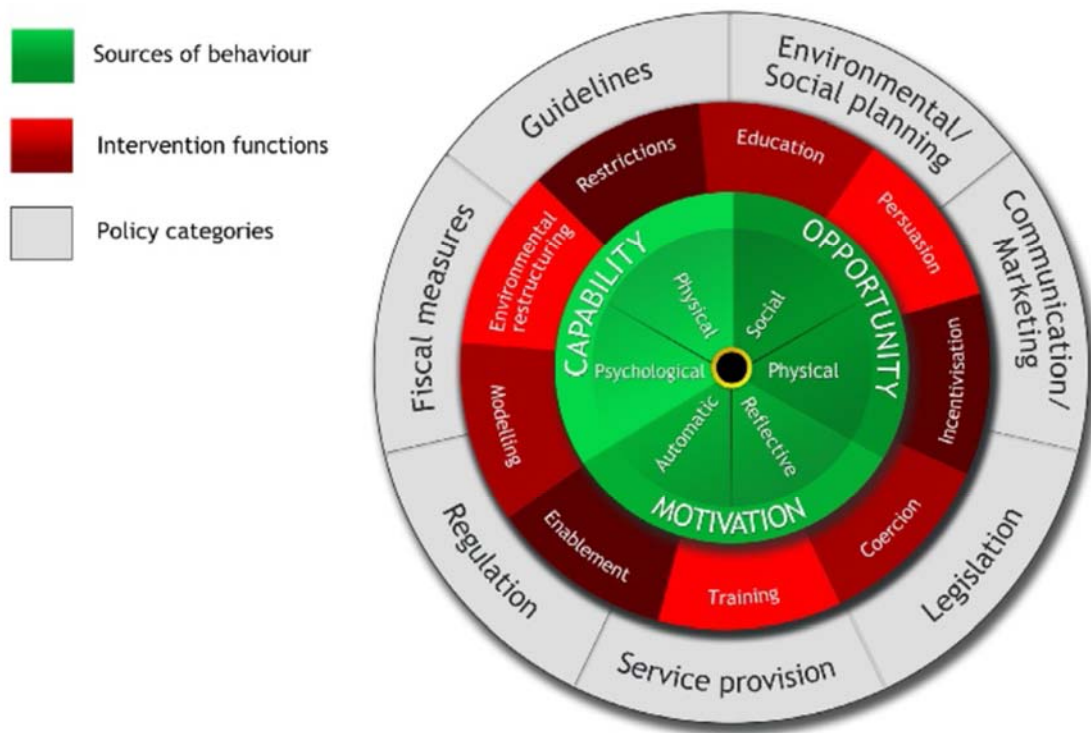 Sources of behaviour
Intervention functions
Policy categories
Guidelines
Environmental/
Social planning
Communication/
Marketing
Legislation
Service provision
Regulation
Fiscal measures
Restrictions
Education
Persuasion
Incentivisation
Coercion
Training
Enablement
Modelling
Environmental
restructuring
CAPABILITY
OPPORTUNITY
MOTIVATION
Physical
Social
Psychological
Physical
Automatic
Reflective